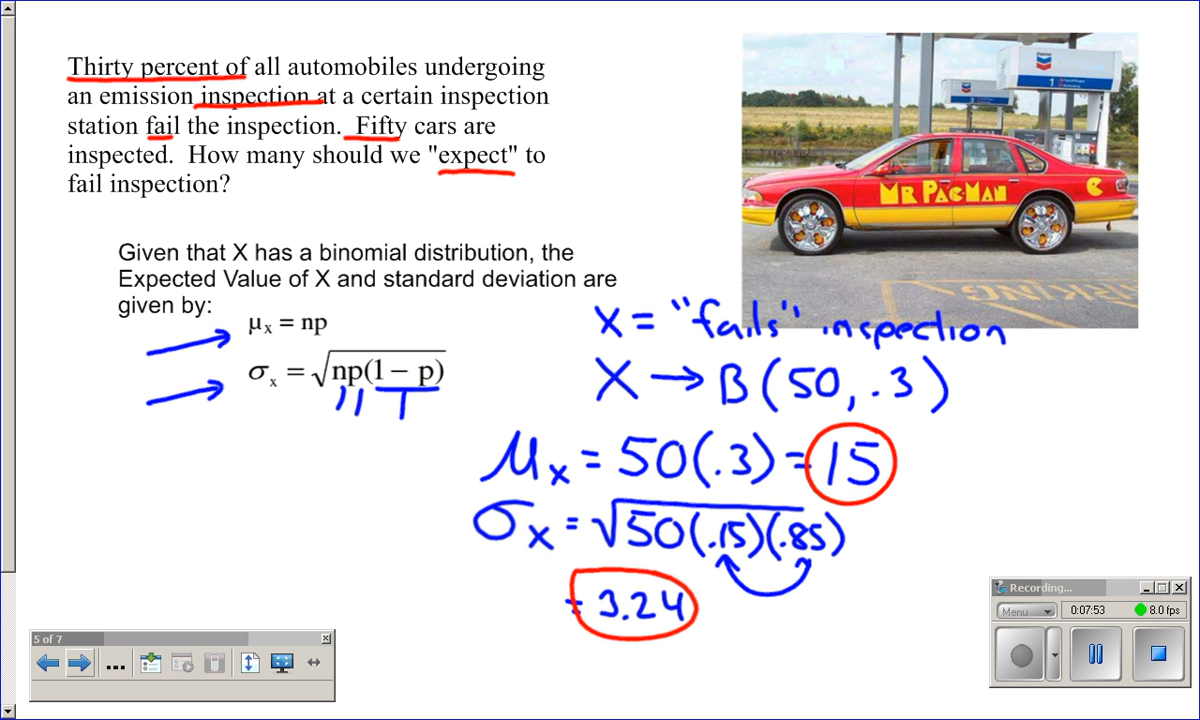 Thirty percent of all automobiles undergoing
an emission inspection at a certain inspection
station fail the inspection. Fifty cars are
inspected. How many should we "expect" to
fail inspection?
MR PAC-MAN
Given that X has a binomial distribution, the
Expected Value of X and standard deviation are
given by:
μₓ = np
σₓ = √np(1 − p)
X = "fails" inspection
X → B(50, .3)
μₓ = 50(.3) = 15
σₓ = √50(.15)(.85)
= 3.24
5 of 7
Recording...
Menu
0:07:53
8.0 fps